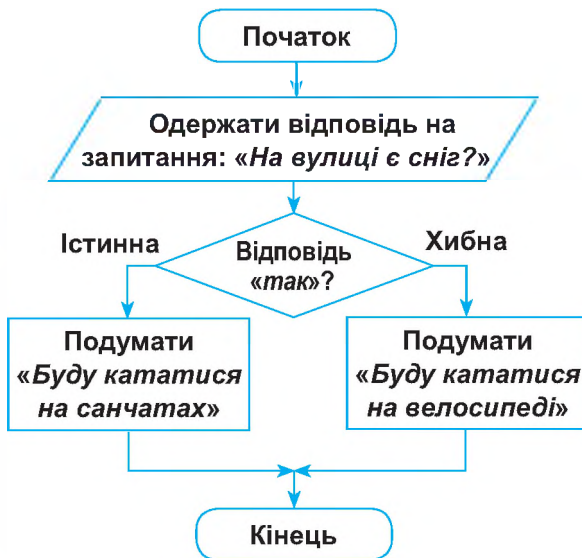 Початок
Одержати відповідь на
запитання: «На вулиці є сніг?»
Істинна
Хибна
Відповідь
«так»?
Подумати
«Буду кататися
на санчатах»
Подумати
«Буду кататися
на велосипеді»
Кінець